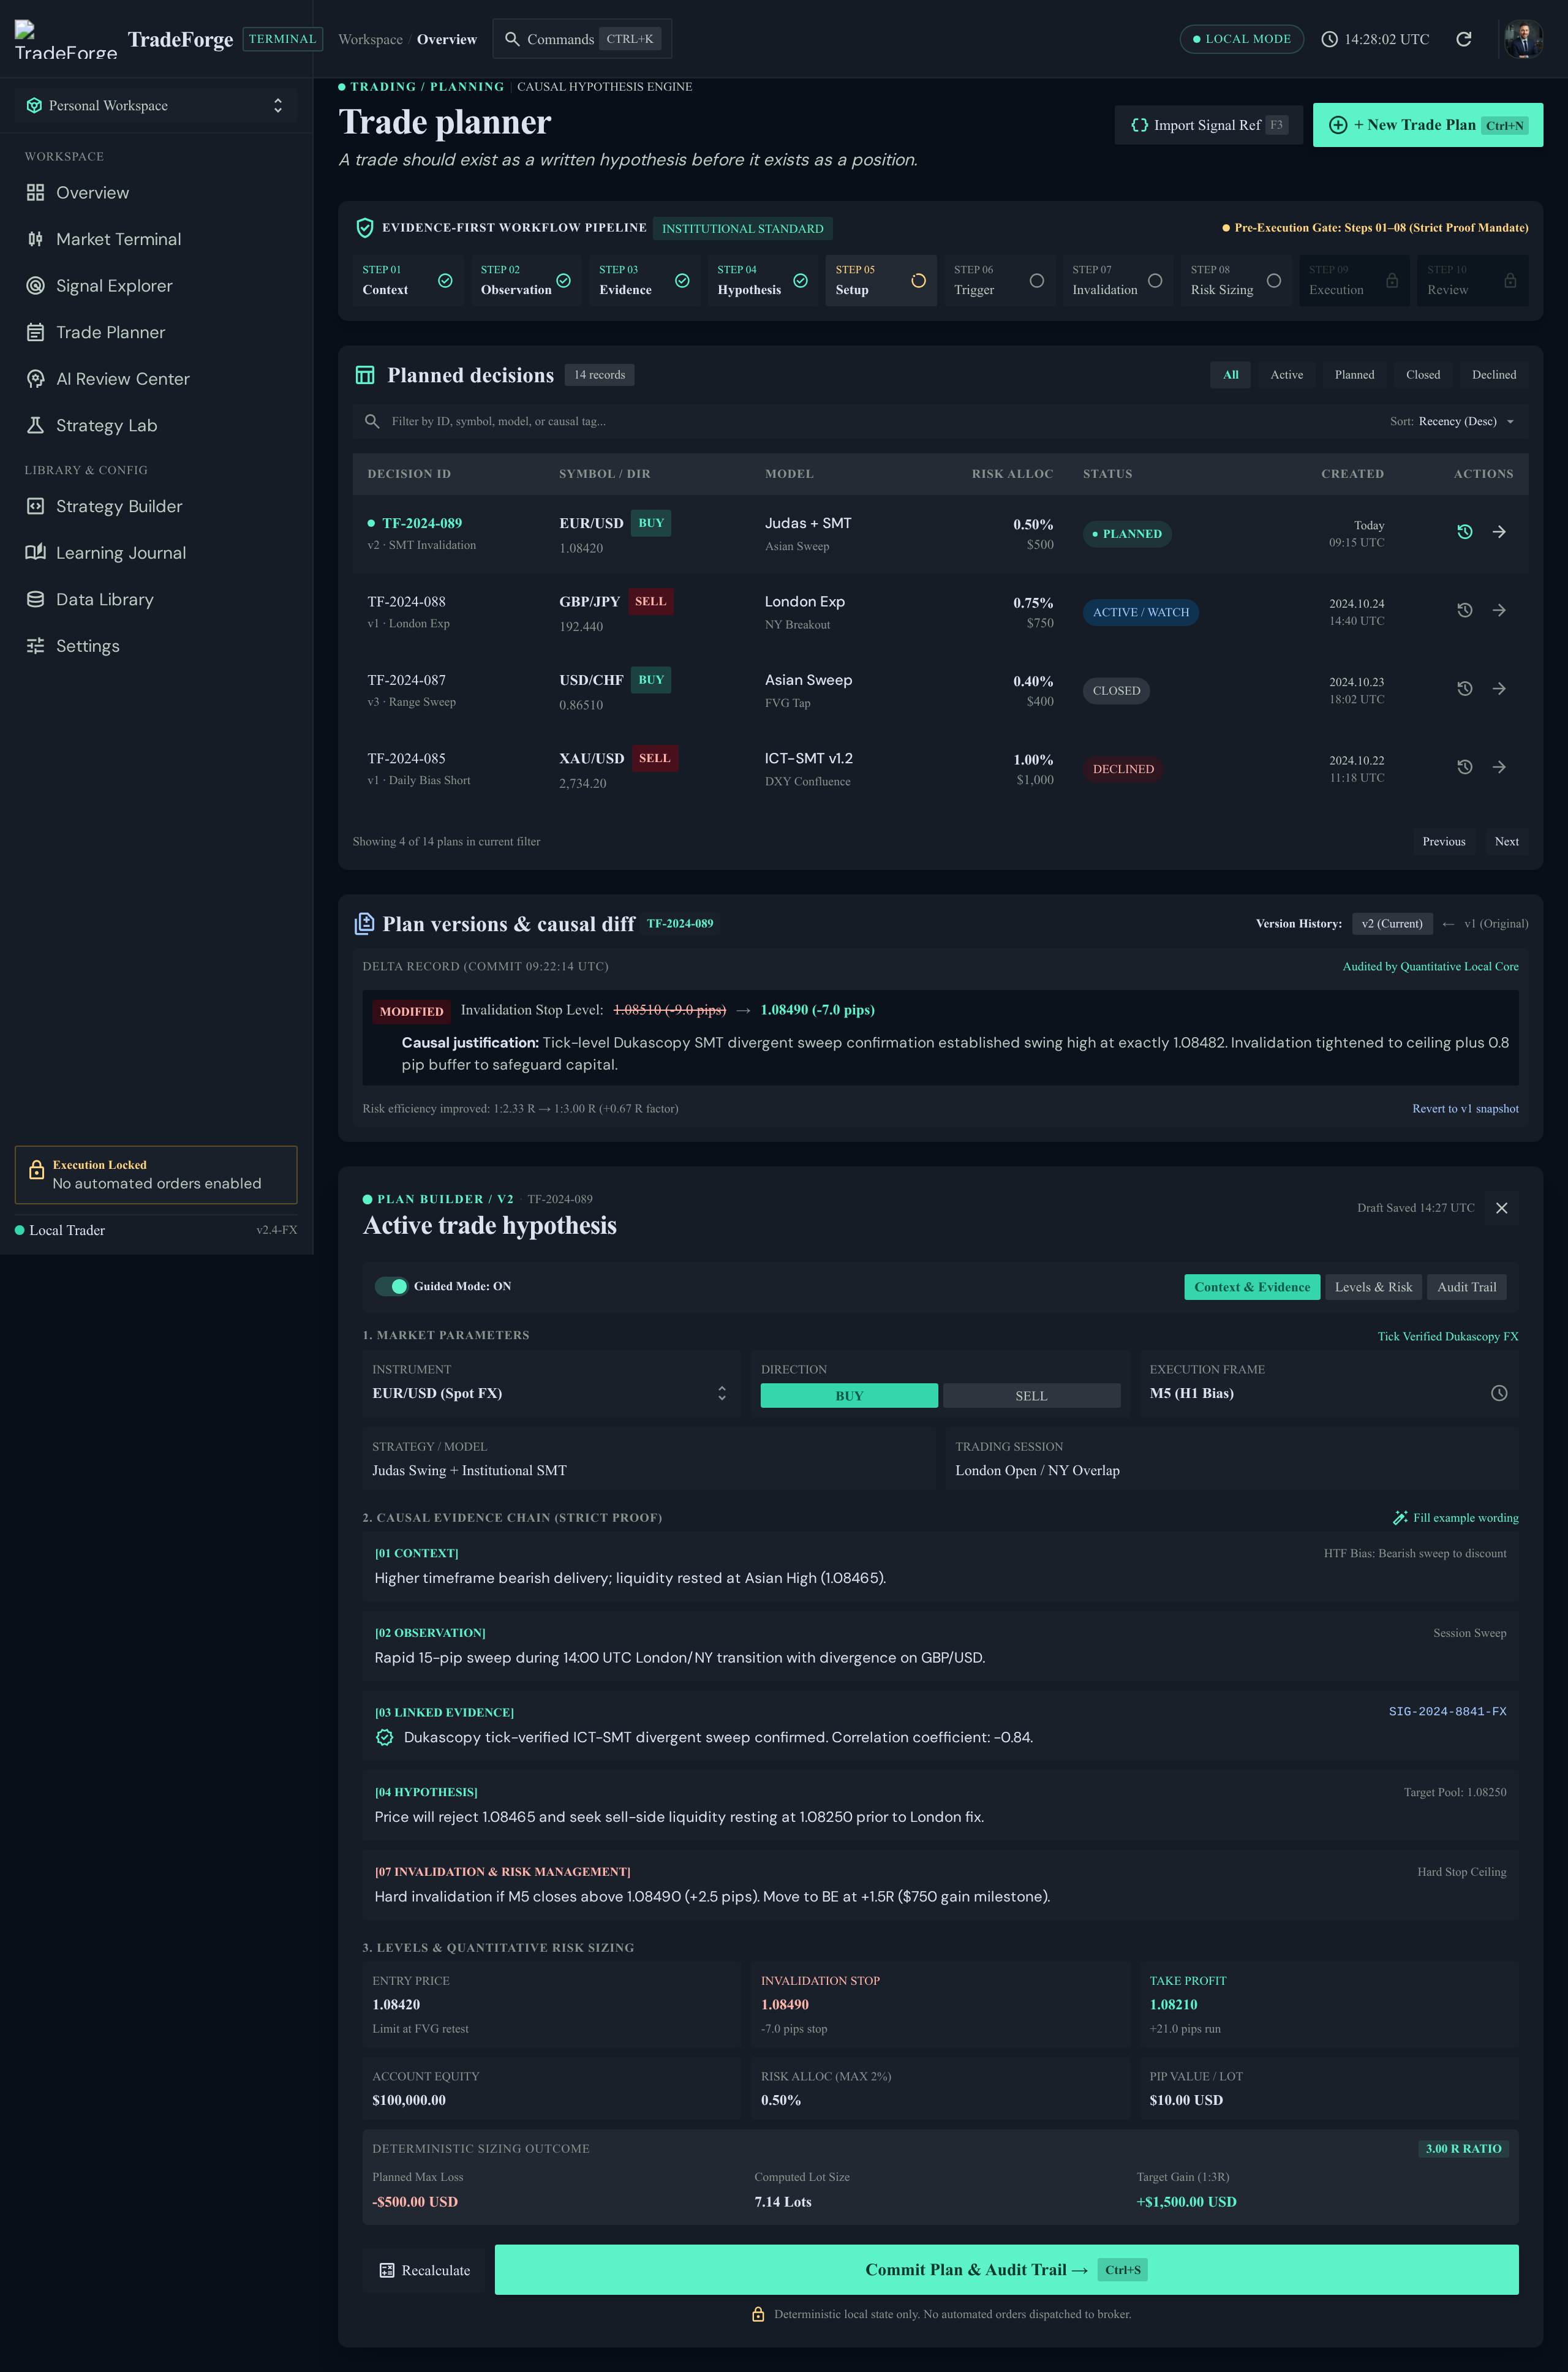 TradeForge
TradeForge
TERMINAL
Workspace / Overview
Commands CTRL+K
LOCAL MODE
14:28:02 UTC
Personal Workspace
WORKSPACE
Overview
Market Terminal
Signal Explorer
Trade Planner
AI Review Center
Strategy Lab
LIBRARY & CONFIG
Strategy Builder
Learning Journal
Data Library
Settings
Execution Locked
No automated orders enabled
Local Trader
v2.4-FX
TRADING / PLANNING | CAUSAL HYPOTHESIS ENGINE
Trade planner
A trade should exist as a written hypothesis before it exists as a position.
Import Signal Ref F3
+ New Trade Plan Ctrl+N
EVIDENCE-FIRST WORKFLOW PIPELINE INSTITUTIONAL STANDARD
Pre-Execution Gate: Steps 01–08 (Strict Proof Mandate)
STEP 01
Context
STEP 02
Observation
STEP 03
Evidence
STEP 04
Hypothesis
STEP 05
Setup
STEP 06
Trigger
STEP 07
Invalidation
STEP 08
Risk Sizing
STEP 09
Execution
STEP 10
Review
Planned decisions 14 records
All Active Planned Closed Declined
Filter by ID, symbol, model, or causal tag...
Sort: Recency (Desc)
DECISION ID SYMBOL / DIR MODEL RISK ALLOC STATUS CREATED ACTIONS
TF-2024-089 EUR/USD BUY Judas + SMT 0.50% PLANNED Today
v2 · SMT Invalidation 1.08420 Asian Sweep $500 09:15 UTC
TF-2024-088 GBP/JPY SELL London Exp 0.75% ACTIVE / WATCH 2024.10.24
v1 · London Exp 192.440 NY Breakout $750 14:40 UTC
TF-2024-087 USD/CHF BUY Asian Sweep 0.40% CLOSED 2024.10.23
v3 · Range Sweep 0.86510 FVG Tap $400 18:02 UTC
TF-2024-085 XAU/USD SELL ICT-SMT v1.2 1.00% DECLINED 2024.10.22
v1 · Daily Bias Short 2,734.20 DXY Confluence $1,000 11:18 UTC
Showing 4 of 14 plans in current filter
Previous Next
Plan versions & causal diff TF-2024-089
Version History: v2 (Current) ← v1 (Original)
DELTA RECORD (COMMIT 09:22:14 UTC)
Audited by Quantitative Local Core
MODIFIED Invalidation Stop Level: 1.08510 (-9.0 pips) → 1.08490 (-7.0 pips)
Causal justification: Tick-level Dukascopy SMT divergent sweep confirmation established swing high at exactly 1.08482. Invalidation tightened to ceiling plus 0.8
pip buffer to safeguard capital.
Risk efficiency improved: 1:2.33 R → 1:3.00 R (+0.67 R factor)
Revert to v1 snapshot
PLAN BUILDER / V2 · TF-2024-089
Active trade hypothesis
Draft Saved 14:27 UTC
Guided Mode: ON
Context & Evidence Levels & Risk Audit Trail
1. MARKET PARAMETERS
Tick Verified Dukascopy FX
INSTRUMENT
EUR/USD (Spot FX)
DIRECTION
BUY SELL
EXECUTION FRAME
M5 (H1 Bias)
STRATEGY / MODEL
Judas Swing + Institutional SMT
TRADING SESSION
London Open / NY Overlap
2. CAUSAL EVIDENCE CHAIN (STRICT PROOF)
Fill example wording
[01 CONTEXT]
HTF Bias: Bearish sweep to discount
Higher timeframe bearish delivery; liquidity rested at Asian High (1.08465).
[02 OBSERVATION]
Session Sweep
Rapid 15-pip sweep during 14:00 UTC London/NY transition with divergence on GBP/USD.
[03 LINKED EVIDENCE]
SIG-2024-8841-FX
Dukascopy tick-verified ICT-SMT divergent sweep confirmed. Correlation coefficient: -0.84.
[04 HYPOTHESIS]
Target Pool: 1.08250
Price will reject 1.08465 and seek sell-side liquidity resting at 1.08250 prior to London fix.
[07 INVALIDATION & RISK MANAGEMENT]
Hard Stop Ceiling
Hard invalidation if M5 closes above 1.08490 (+2.5 pips). Move to BE at +1.5R ($750 gain milestone).
3. LEVELS & QUANTITATIVE RISK SIZING
ENTRY PRICE
1.08420
Limit at FVG retest
INVALIDATION STOP
1.08490
-7.0 pips stop
TAKE PROFIT
1.08210
+21.0 pips run
ACCOUNT EQUITY
$100,000.00
RISK ALLOC (MAX 2%)
0.50%
PIP VALUE / LOT
$10.00 USD
DETERMINISTIC SIZING OUTCOME
3.00 R RATIO
Planned Max Loss
-$500.00 USD
Computed Lot Size
7.14 Lots
Target Gain (1:3R)
+$1,500.00 USD
Recalculate
Commit Plan & Audit Trail → Ctrl+S
Deterministic local state only. No automated orders dispatched to broker.